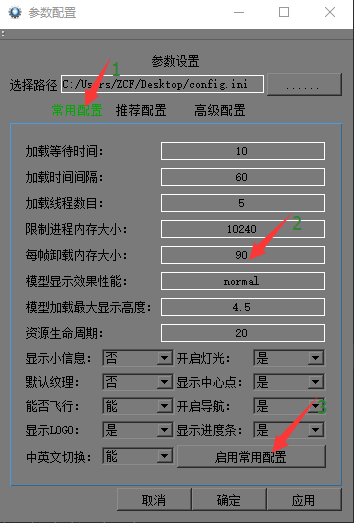 参数配置
参数设置
选择路径 C:/Users/ZCF/Desktop/config.ini ......
1
常用配置 推荐配置 高级配置
加载等待时间： 10
加载时间间隔： 60
加载线程数目： 5
限制进程内存大小： 10240
2
每帧卸载内存大小： 90
模型显示效果性能： normal
模型加载最大显示高度： 4.5
资源生命周期： 20
显示小信息： 否 开启灯光： 是
默认纹理： 否 显示中心点： 是
能否飞行： 能 开启导航： 是
3
显示LOGO： 是 显示进度条： 是
中英文切换： 能 启用常用配置
取消 确定 应用